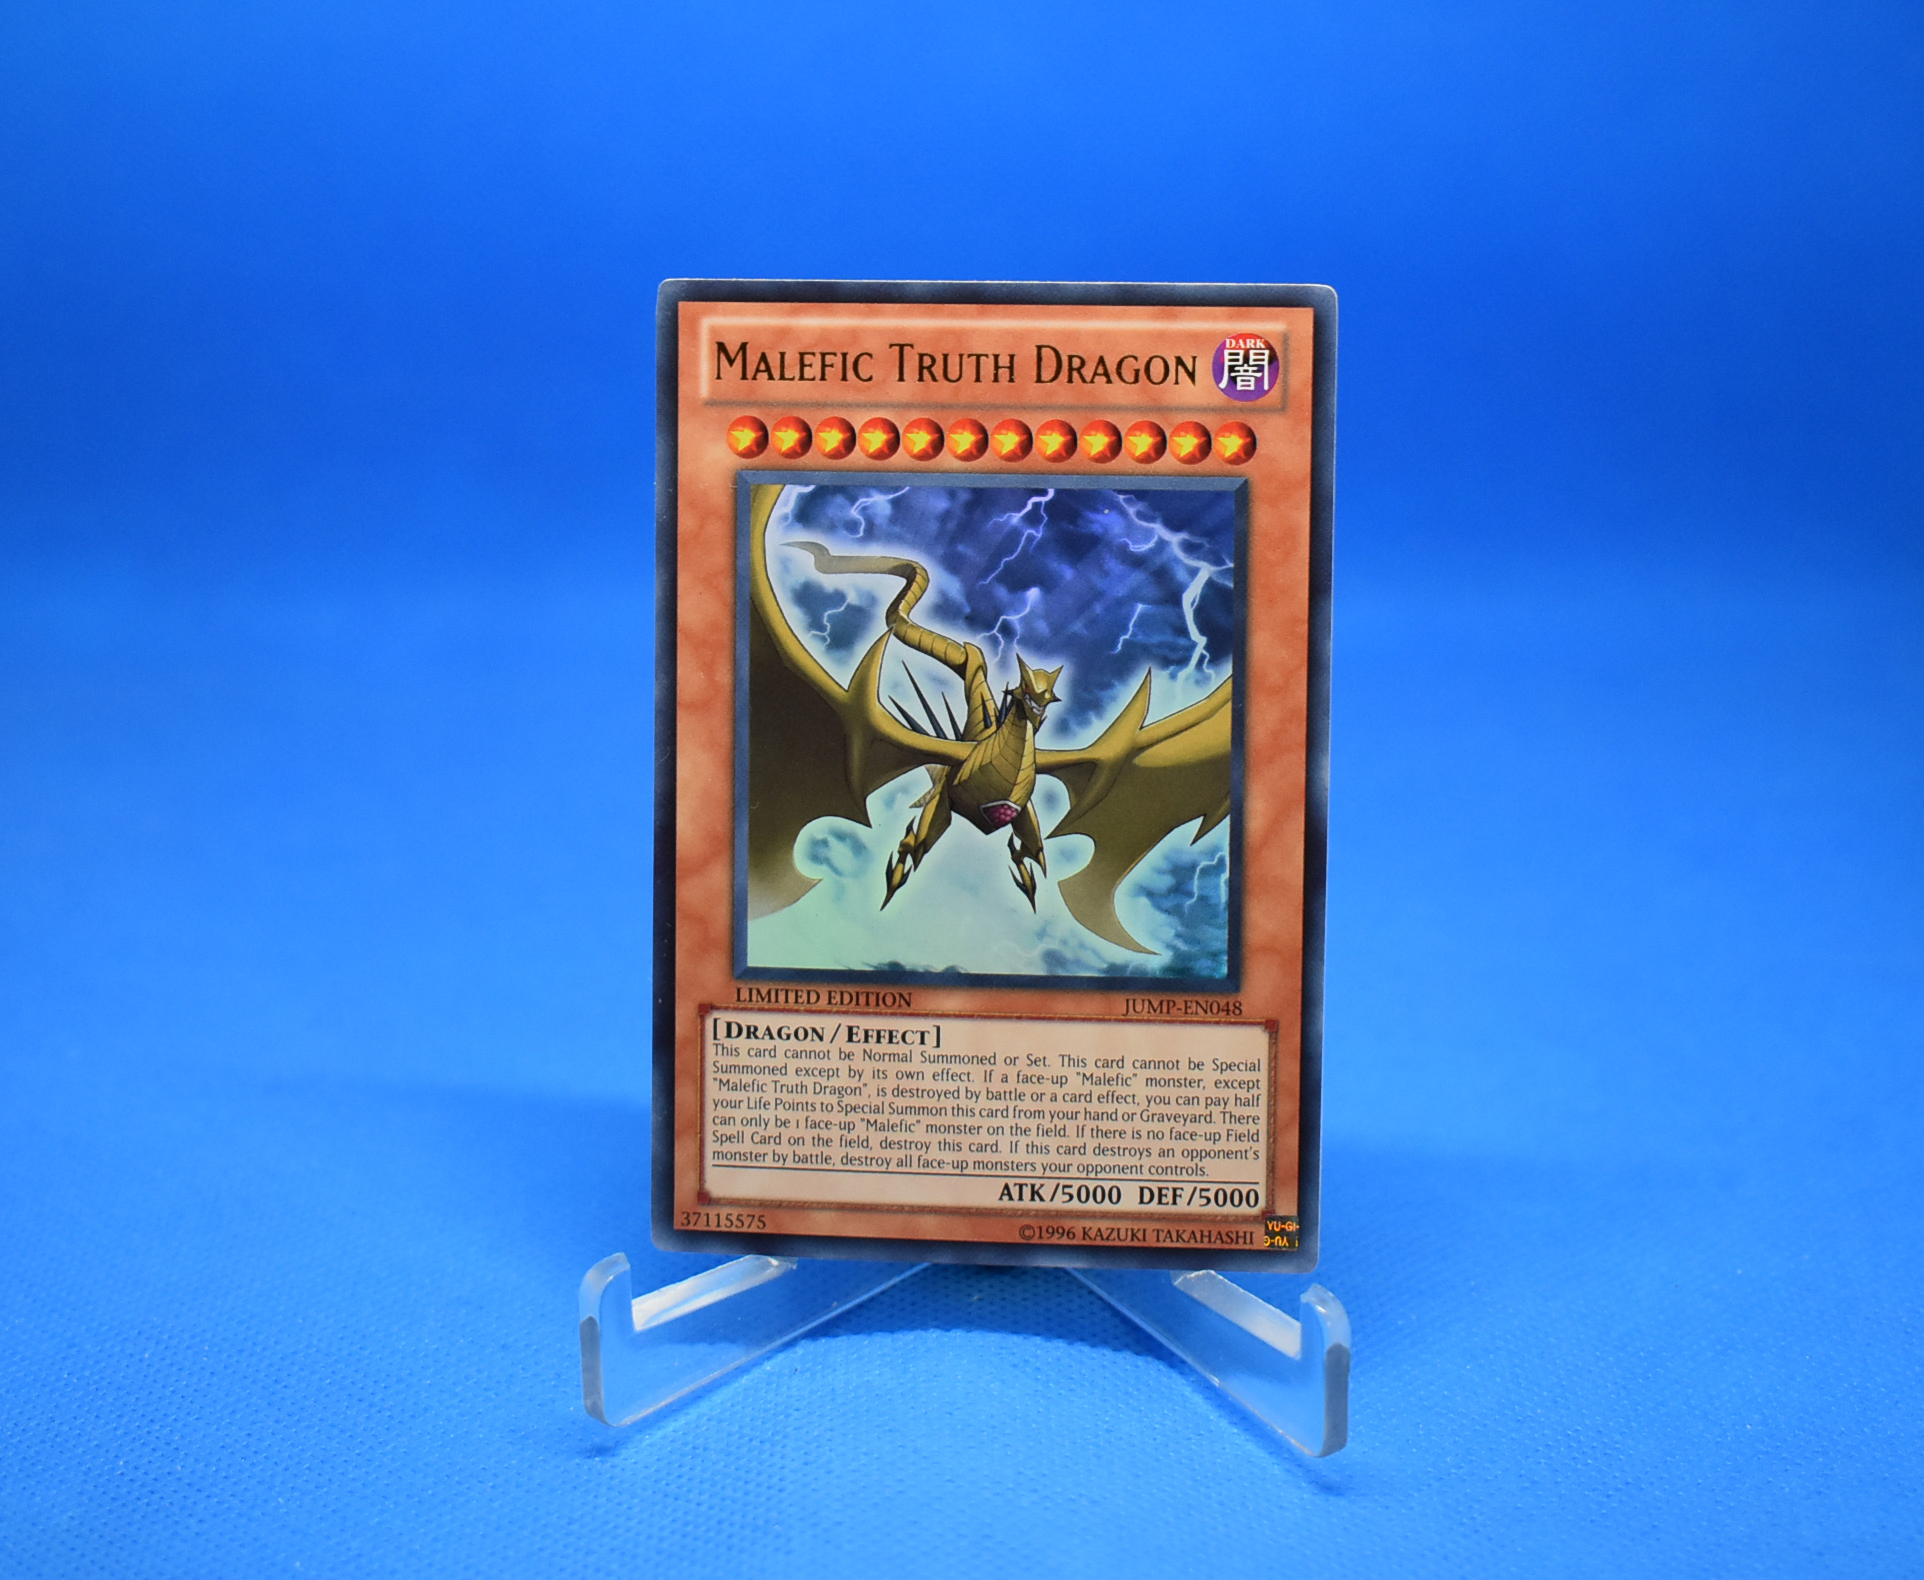 MALEFIC TRUTH DRAGON
DARK
闇
LIMITED EDITION
JUMP-EN048
[DRAGON/EFFECT]
This card cannot be Normal Summoned or Set. This card cannot be Special
Summoned except by its own effect. If a face-up "Malefic" monster, except
"Malefic Truth Dragon", is destroyed by battle or a card effect, you can pay half
your Life Points to Special Summon this card from your hand or Graveyard. There
can only be 1 face-up "Malefic" monster on the field. If there is no face-up Field
Spell Card on the field, destroy this card. If this card destroys an opponent's
monster by battle, destroy all face-up monsters your opponent controls.
ATK/5000 DEF/5000
37115575
©1996 KAZUKI TAKAHASHI
YU-GI-